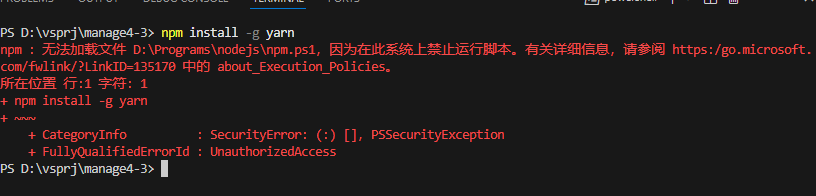 PS D:\vsprj\manage4-3> npm install -g yarn
npm : 无法加载文件 D:\Programs\nodejs\npm.ps1，因为在此系统上禁止运行脚本。有关详细信息，请参阅 https:/go.microsoft.
com/fwlink/?LinkID=135170 中的 about_Execution_Policies。
所在位置 行:1 字符: 1
+ npm install -g yarn
+ ~~~
    + CategoryInfo          : SecurityError: (:) [], PSSecurityException
    + FullyQualifiedErrorId : UnauthorizedAccess
PS D:\vsprj\manage4-3>